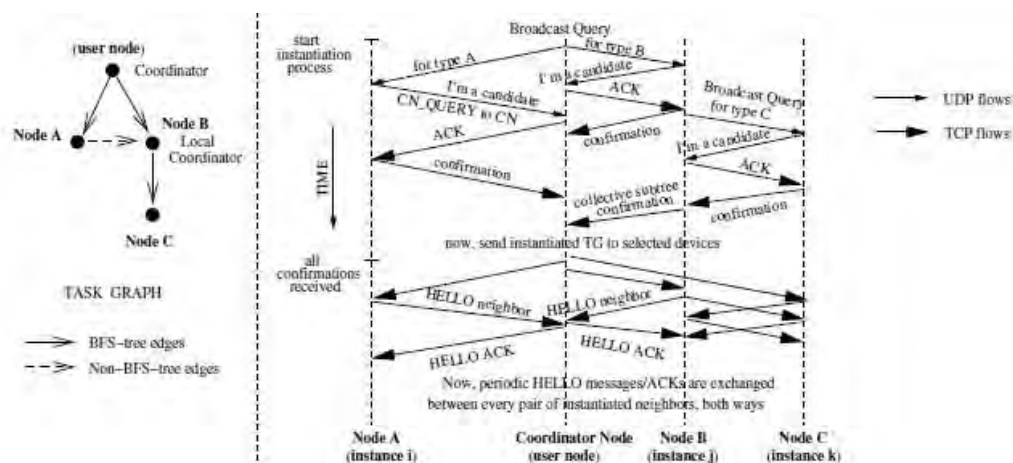 (user node)
Coordinator
Node A
Node B
Local
Coordinator
Node C
TASK GRAPH
BFS-tree edges
Non-BFS-tree edges
start
instantiation
process
Broadcast Query
for type A
for type B
I'm a candidate
I'm a candidate
CN_QUERY to CN
ACK
ACK
Broadcast Query
for type C
confirmation
I'm a candidate
ACK
TIME
confirmation
collective subtree
confirmation
confirmation
now, send instantiated TG to selected devices
all
confirmations
received
HELLO neighbor
HELLO neighbor
HELLO ACK
HELLO ACK
Now, periodic HELLO messages/ACKs are exchanged
between every pair of instantiated neighbors, both ways
Node A
(instance i)
Coordinator Node
(user node)
Node B
(instance j)
Node C
(instance k)
UDP flows
TCP flows